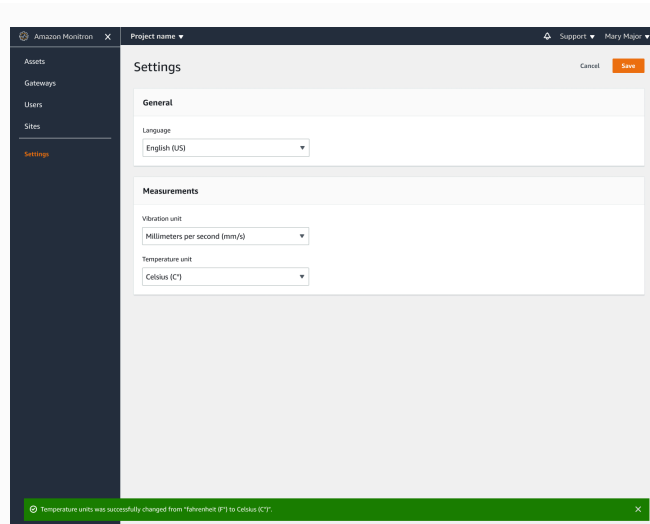 Amazon Monitron
Project name
Support
Mary Major
Assets
Gateways
Users
Sites
Settings
Settings
Cancel
Save
General
Language
English (US)
Measurements
Vibration unit
Millimeters per second (mm/s)
Temperature unit
Celsius (C°)
Temperature units was successfully changed from "fahrenheit (F°) to Celsius (C°)".